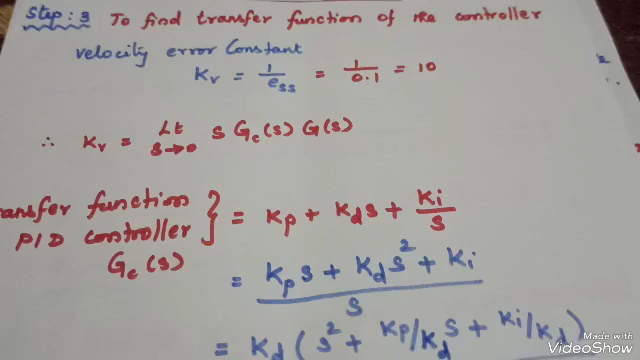 Step : 3 To find transfer function of the controller
velocity error Constant
Kv = 1/ess = 1/0.1 = 10
∴ Kv = Lt s→0 S Gc(s) G(s)
ransfer function
PID controller } = Kp + Kd s + Ki/s
Gc(s)
= Kp s + Kd s² + Ki / s
= Kd ( s² + Kp/Kd s + Ki/Kd )
Made with
VideoShow